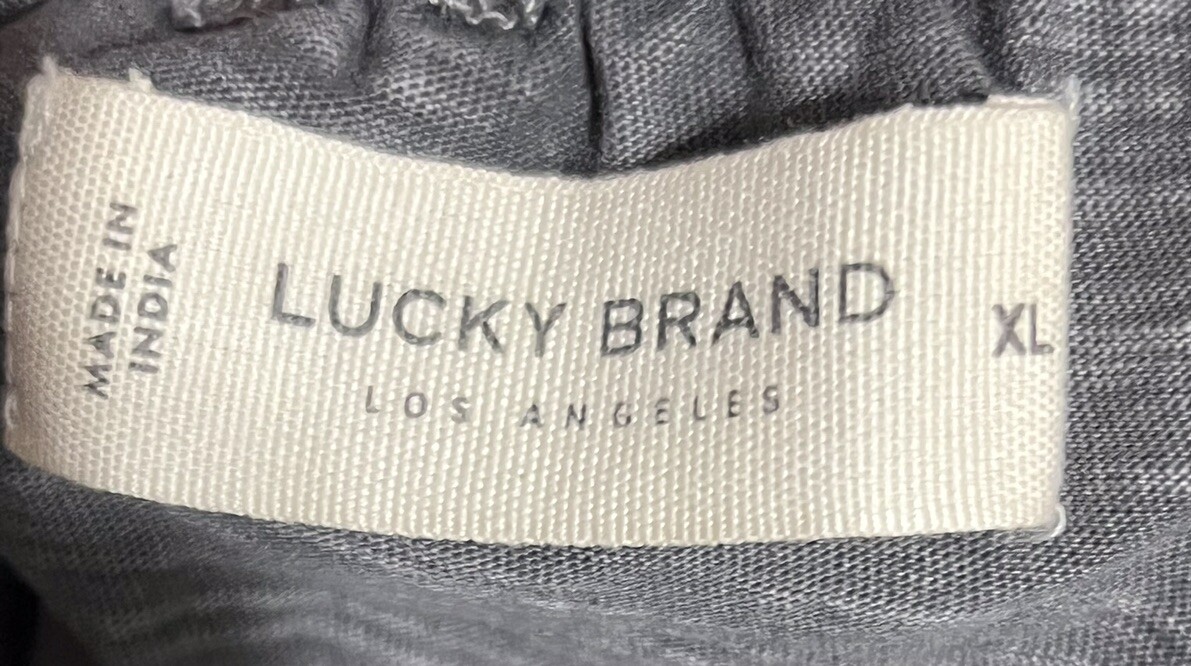 MADE IN
INDIA
LUCKY BRAND
LOS ANGELES
XL